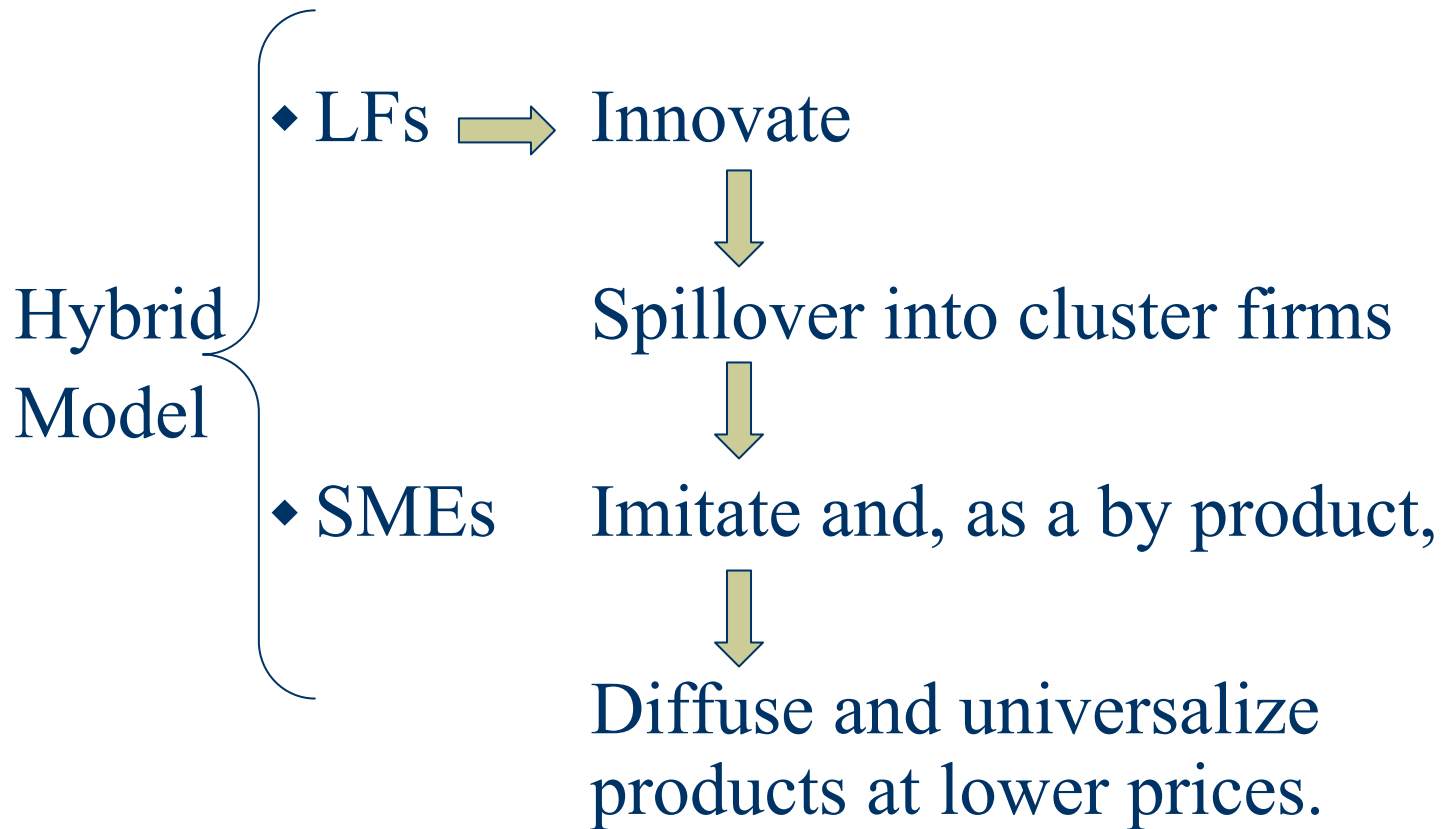 LFs Innovate
Hybrid
Model
Spillover into cluster firms
SMEs Imitate and, as a by product,
Diffuse and universalize
products at lower prices.